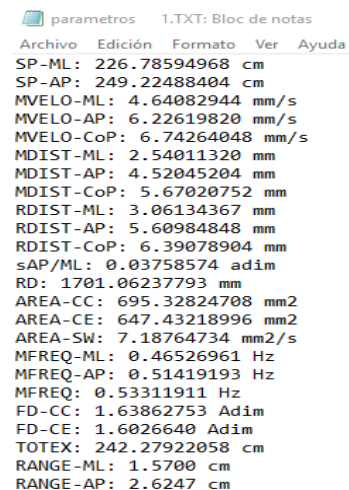 parametros 1.TXT: Bloc de notas
Archivo Edición Formato Ver Ayuda
SP-ML: 226.78594968 cm
SP-AP: 249.22488404 cm
MVELO-ML: 4.64082944 mm/s
MVELO-AP: 6.22619820 mm/s
MVELO-CoP: 6.74264048 mm/s
MDIST-ML: 2.54011320 mm
MDIST-AP: 4.52045204 mm
MDIST-CoP: 5.67020752 mm
RDIST-ML: 3.06134367 mm
RDIST-AP: 5.60984848 mm
RDIST-CoP: 6.39078904 mm
sAP/ML: 0.03758574 adim
RD: 1701.06237793 mm
AREA-CC: 695.32824708 mm2
AREA-CE: 647.43218996 mm2
AREA-SW: 7.18764734 mm2/s
MFREQ-ML: 0.46526961 Hz
MFREQ-AP: 0.51419193 Hz
MFREQ: 0.53311911 Hz
FD-CC: 1.63862753 Adim
FD-CE: 1.6026640 Adim
TOTEX: 242.27922058 cm
RANGE-ML: 1.5700 cm
RANGE-AP: 2.6247 cm